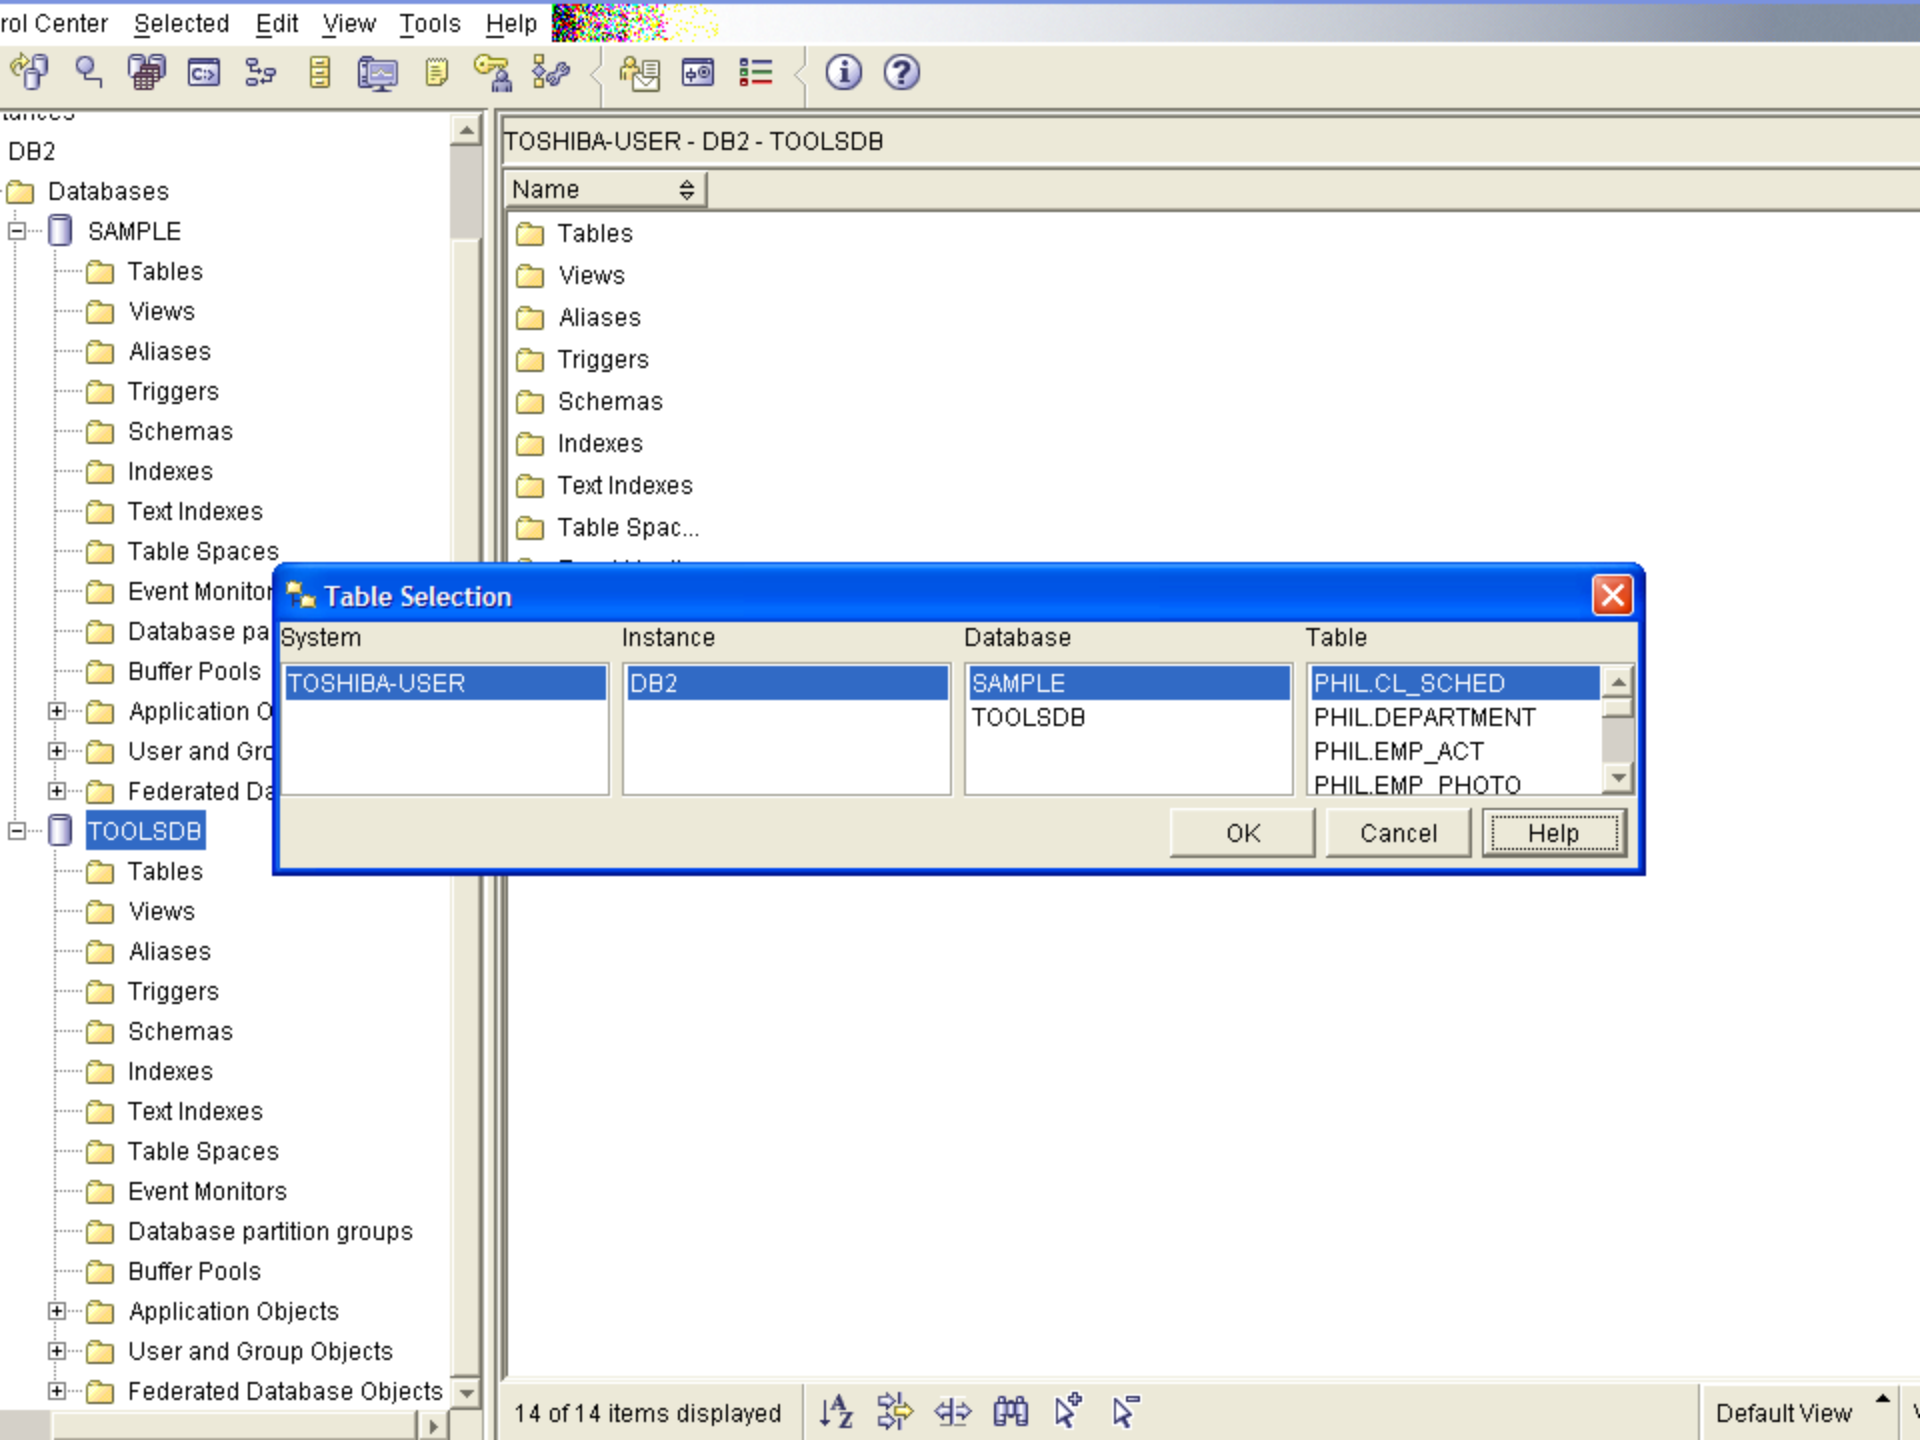 rol Center Selected Edit View Tools Help
TOSHIBA-USER - DB2 - TOOLSDB
Name
DB2
Databases
SAMPLE
Tables
Views
Aliases
Triggers
Schemas
Indexes
Text Indexes
Table Spaces
Event Monitor
Database pa
Buffer Pools
Application O
User and Gro
Federated Da
TOOLSDB
Tables
Views
Aliases
Triggers
Schemas
Indexes
Text Indexes
Table Spaces
Event Monitors
Database partition groups
Buffer Pools
Application Objects
User and Group Objects
Federated Database Objects
Tables
Views
Aliases
Triggers
Schemas
Indexes
Text Indexes
Table Spac...
Table Selection
System Instance Database Table
TOSHIBA-USER DB2 SAMPLE PHIL.CL_SCHED
TOOLSDB PHIL.DEPARTMENT
PHIL.EMP_ACT
PHIL.EMP_PHOTO
OK Cancel Help
14 of 14 items displayed
Default View